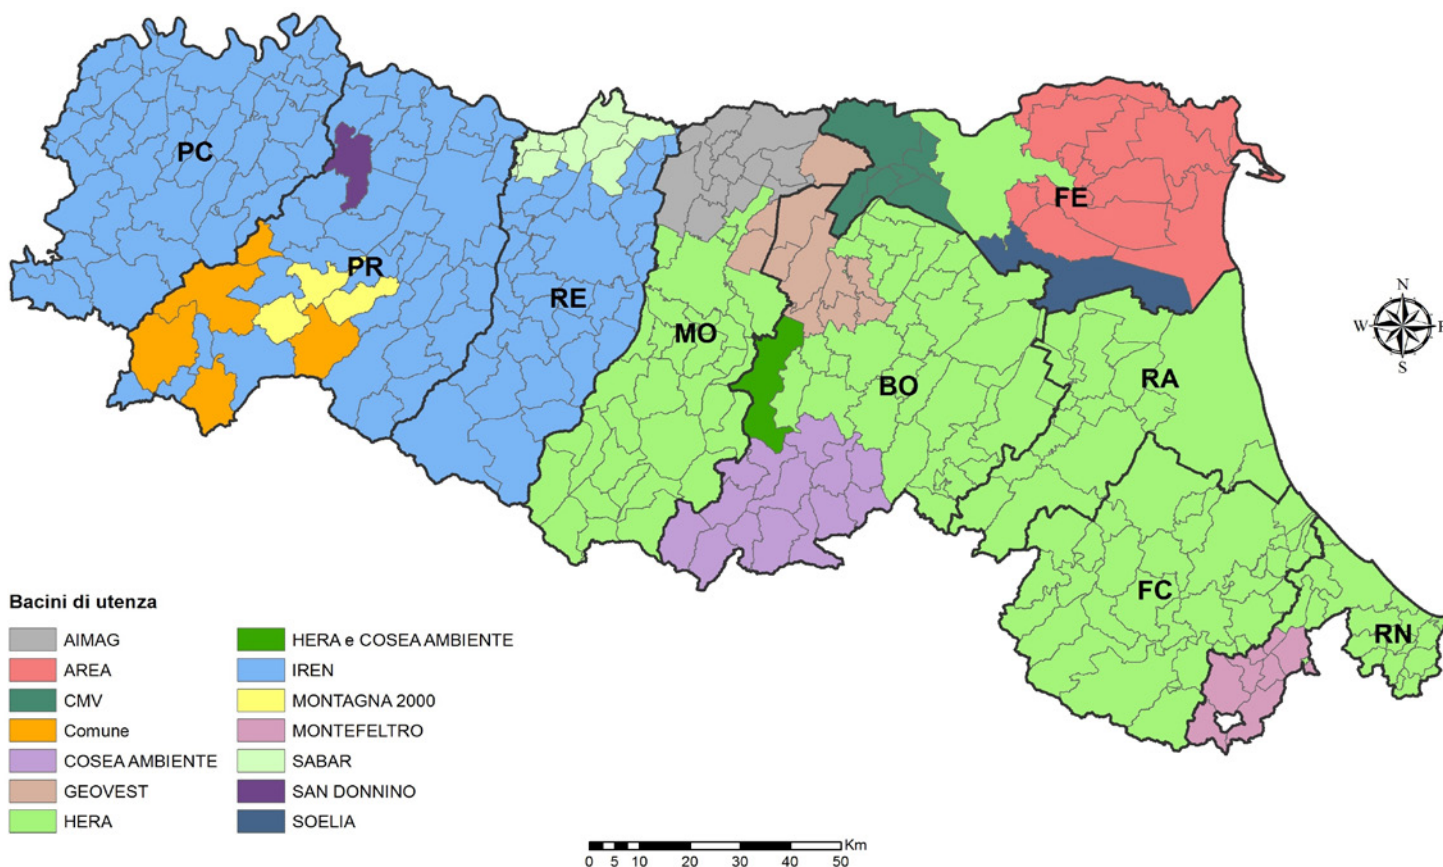 PC
PR
RE
MO
FE
BO
RA
FC
RN
N
W E
S
Bacini di utenza
AIMAG
AREA
CMV
Comune
COSEA AMBIENTE
GEOVEST
HERA
HERA e COSEA AMBIENTE
IREN
MONTAGNA 2000
MONTEFELTRO
SABAR
SAN DONNINO
SOELIA
Km
0 5 10 20 30 40 50